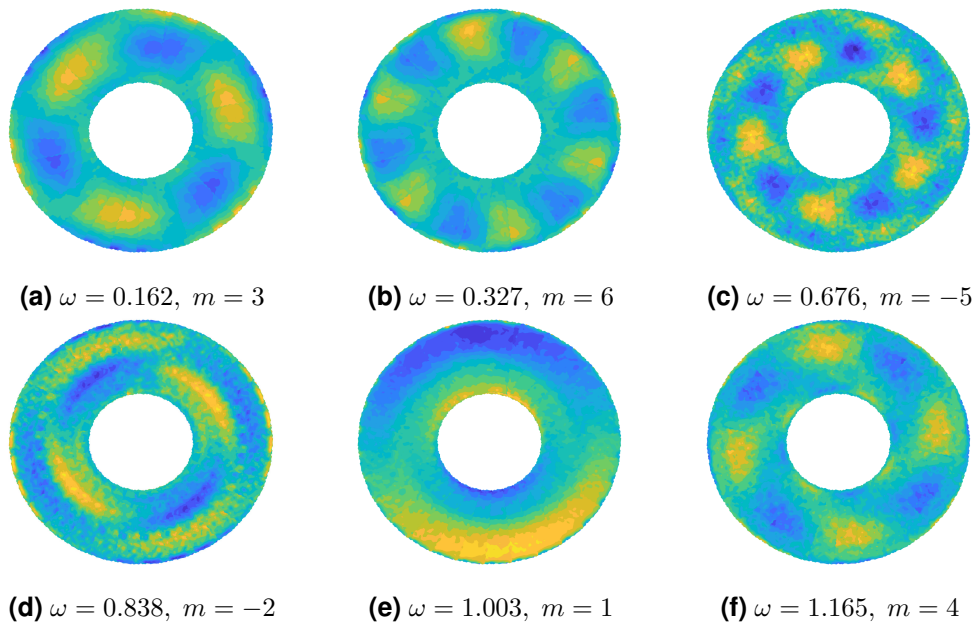 (a) ω = 0.162, m = 3
(b) ω = 0.327, m = 6
(c) ω = 0.676, m = −5
(d) ω = 0.838, m = −2
(e) ω = 1.003, m = 1
(f) ω = 1.165, m = 4